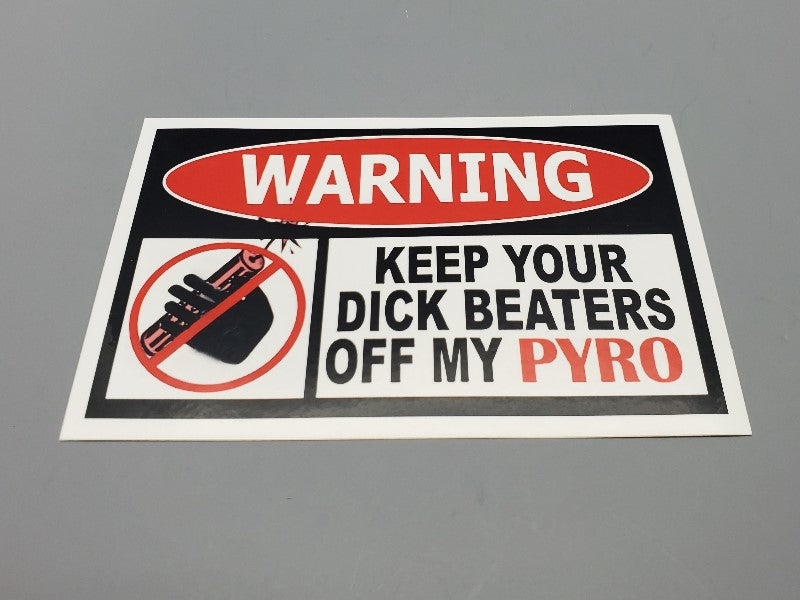 WARNING
KEEP YOUR
DICK BEATERS
OFF MY PYRO